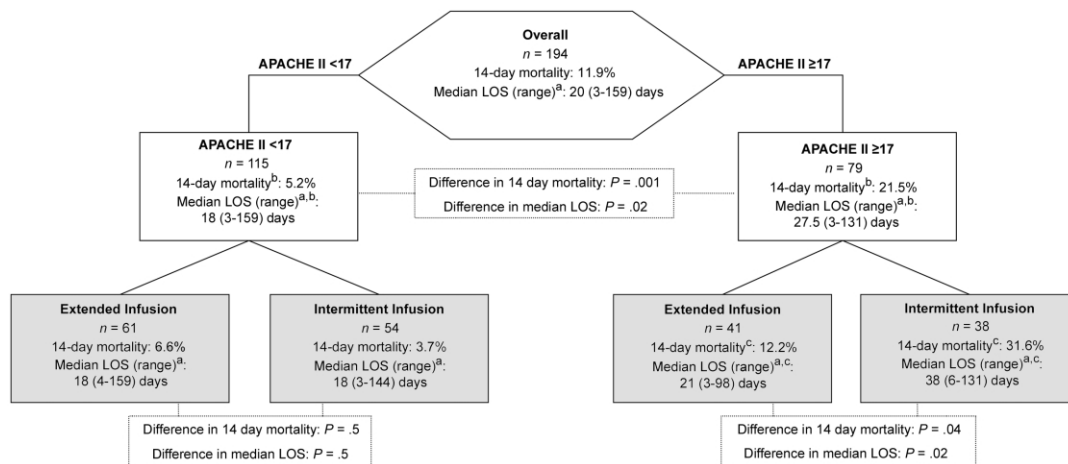 Overall
n = 194
14-day mortality: 11.9%
Median LOS (range)a: 20 (3-159) days
APACHE II <17
APACHE II ≥17
APACHE II <17
n = 115
14-day mortalityb: 5.2%
Median LOS (range)a,b:
18 (3-159) days
Difference in 14 day mortality: P = .001
Difference in median LOS: P = .02
APACHE II ≥17
n = 79
14-day mortalityb: 21.5%
Median LOS (range)a,b:
27.5 (3-131) days
Extended Infusion
n = 61
14-day mortality: 6.6%
Median LOS (range)a:
18 (4-159) days
Intermittent Infusion
n = 54
14-day mortality: 3.7%
Median LOS (range)a:
18 (3-144) days
Extended Infusion
n = 41
14-day mortalityc: 12.2%
Median LOS (range)a,c:
21 (3-98) days
Intermittent Infusion
n = 38
14-day mortalityc: 31.6%
Median LOS (range)a,c:
38 (6-131) days
Difference in 14 day mortality: P = .5
Difference in median LOS: P = .5
Difference in 14 day mortality: P = .04
Difference in median LOS: P = .02